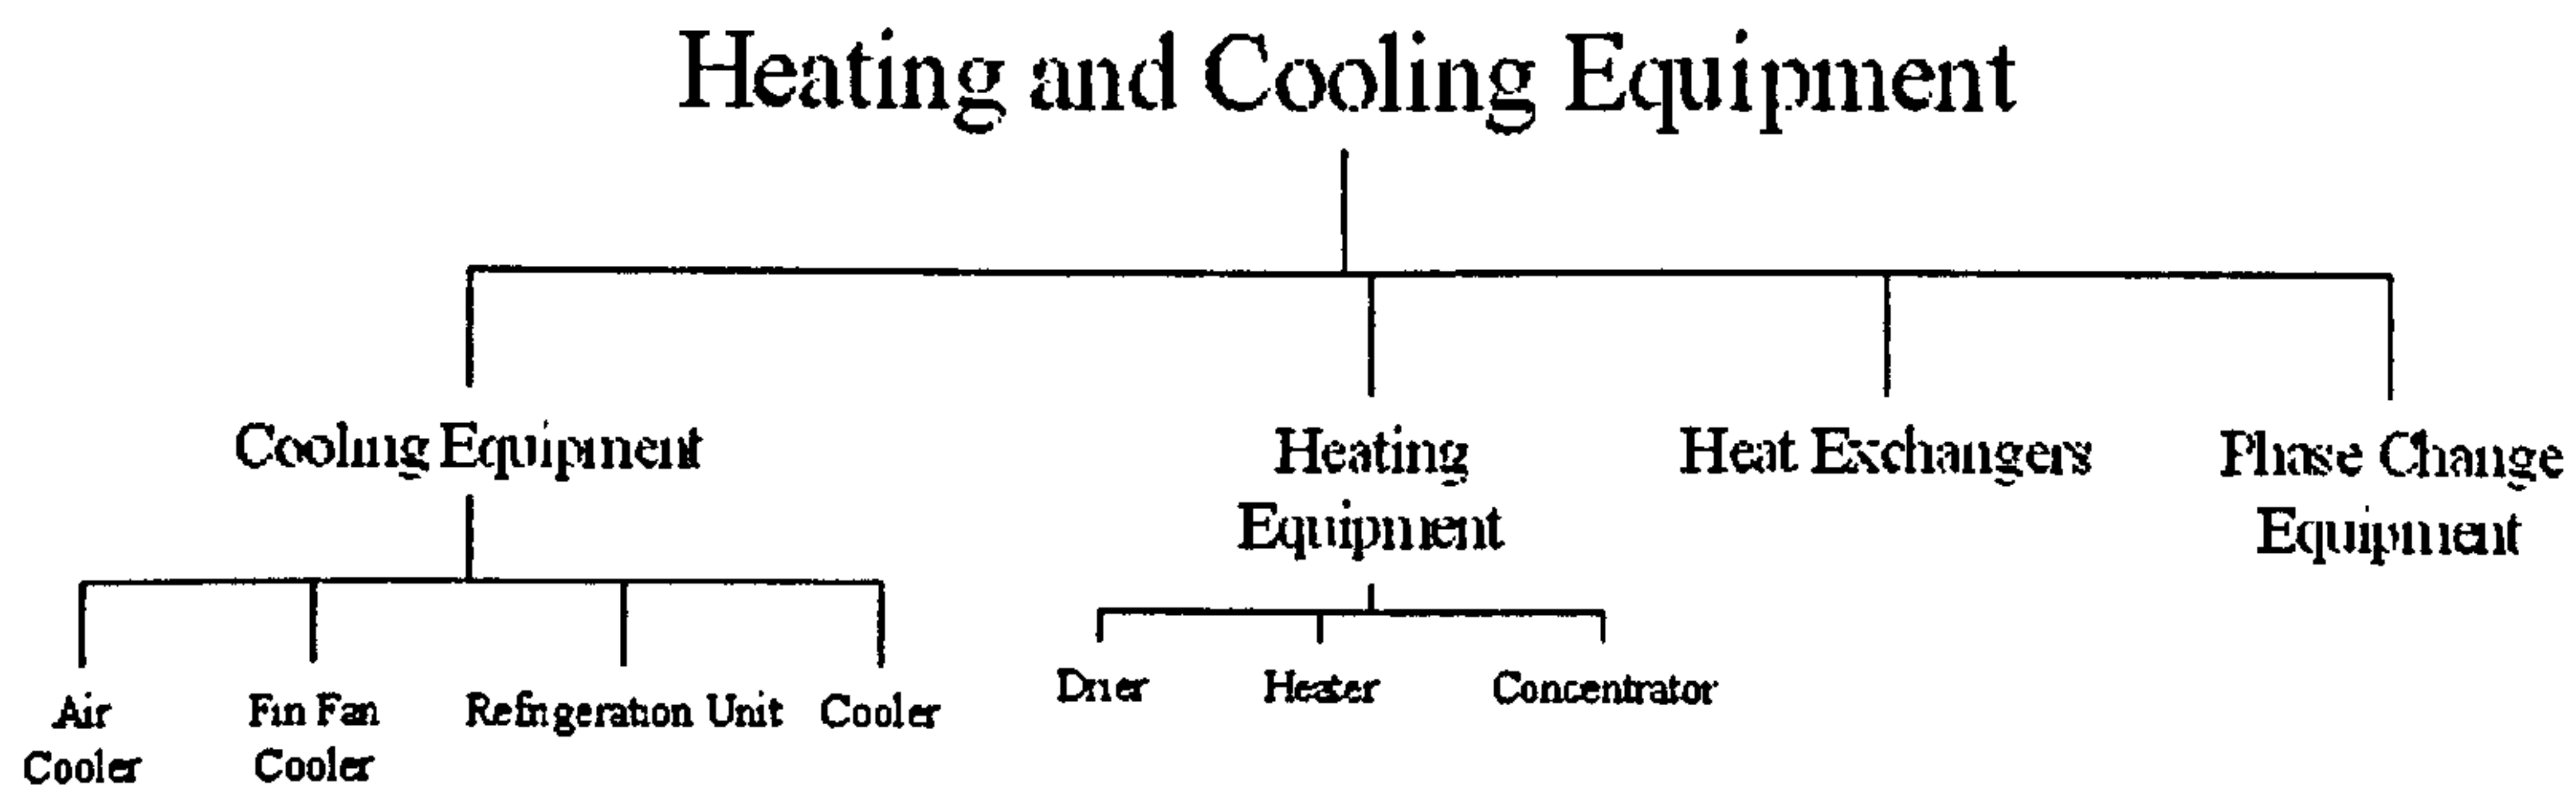 Heating and Cooling Equipment
Cooling Equipment
Heating
Equipment
Heat Exchangers
Phase Change
Equipment
Air
Cooler
Fin Fan
Cooler
Refrigeration Unit
Cooler
Drier
Heater
Concentrator